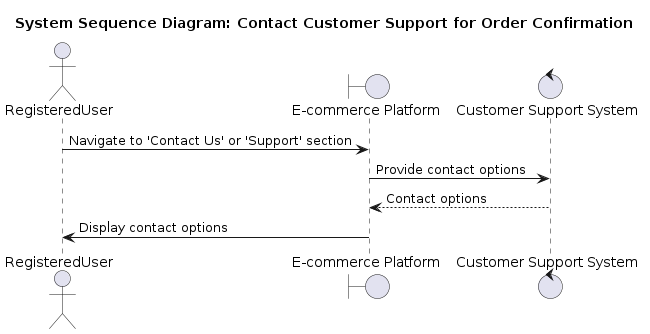 System Sequence Diagram: Contact Customer Support for Order Confirmation
RegisteredUser
E-commerce Platform
Customer Support System
Navigate to 'Contact Us' or 'Support' section
Provide contact options
Contact options
Display contact options
RegisteredUser
E-commerce Platform
Customer Support System